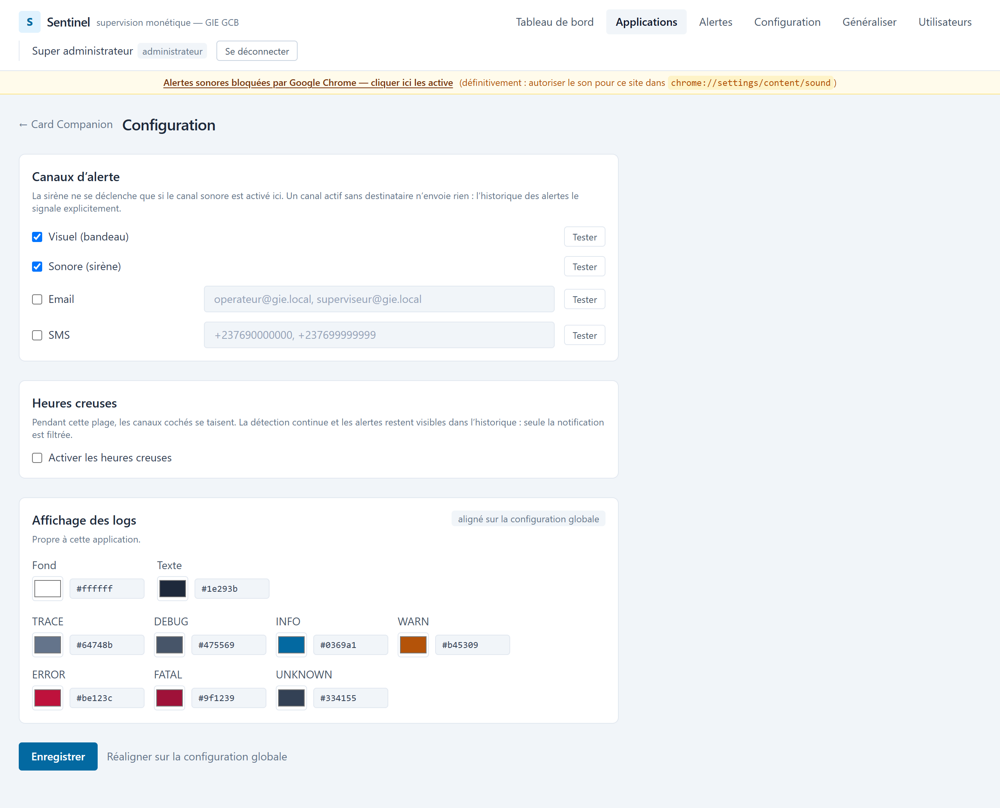 S Sentinel supervision monétique — GIE GCB
Tableau de bord Applications Alertes Configuration Généraliser Utilisateurs
Super administrateur administrateur Se déconnecter
Alertes sonores bloquées par Google Chrome — cliquer ici les active (définitivement : autoriser le son pour ce site dans chrome://settings/content/sound)
← Card Companion Configuration
Canaux d’alerte
La sirène ne se déclenche que si le canal sonore est activé ici. Un canal actif sans destinataire n’envoie rien : l’historique des alertes le
signale explicitement.
Visuel (bandeau) Tester
Sonore (sirène) Tester
Email operateur@gie.local, superviseur@gie.local Tester
SMS +237690000000, +237699999999 Tester
Heures creuses
Pendant cette plage, les canaux cochés se taisent. La détection continue et les alertes restent visibles dans l’historique : seule la notification
est filtrée.
Activer les heures creuses
Affichage des logs aligné sur la configuration globale
Propre à cette application.
Fond Texte
#ffffff #1e293b
TRACE DEBUG INFO WARN
#64748b #475569 #0369a1 #b45309
ERROR FATAL UNKNOWN
#be123c #9f1239 #334155
Enregistrer Réaligner sur la configuration globale